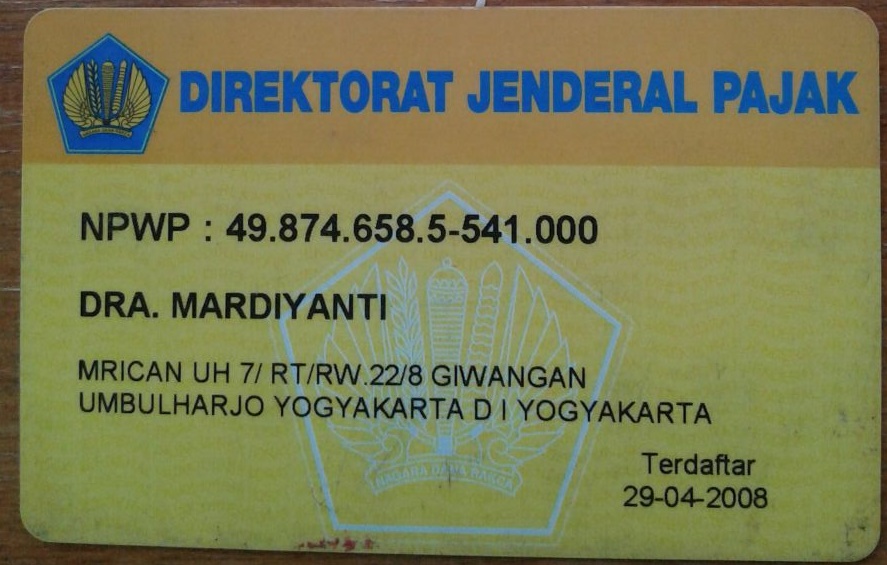 DIREKTORAT JENDERAL PAJAK
NPWP : 49.874.658.5-541.000
DRA. MARDIYANTI
MRICAN UH 7/ RT/RW.22/8 GIWANGAN
UMBULHARJO YOGYAKARTA D I YOGYAKARTA
NAGARA DANA RAKCA
Terdaftar
29-04-2008